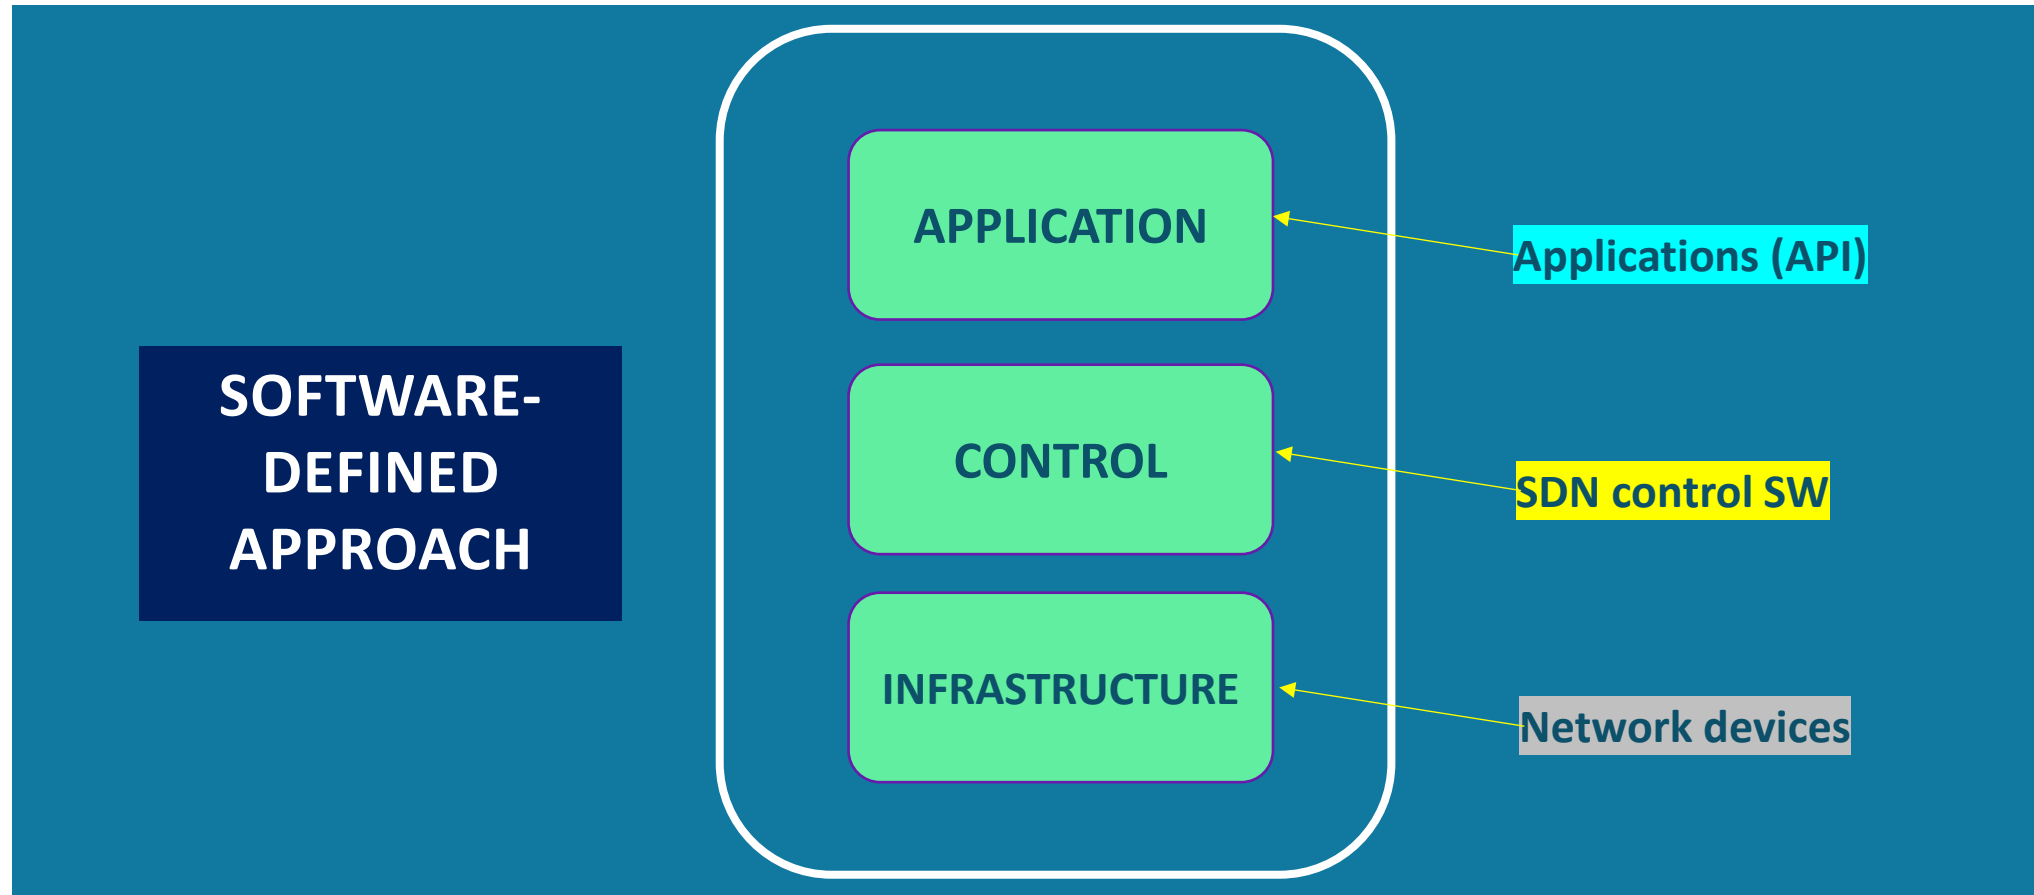 SOFTWARE-
DEFINED
APPROACH
APPLICATION
Applications (API)
CONTROL
SDN control SW
INFRASTRUCTURE
Network devices